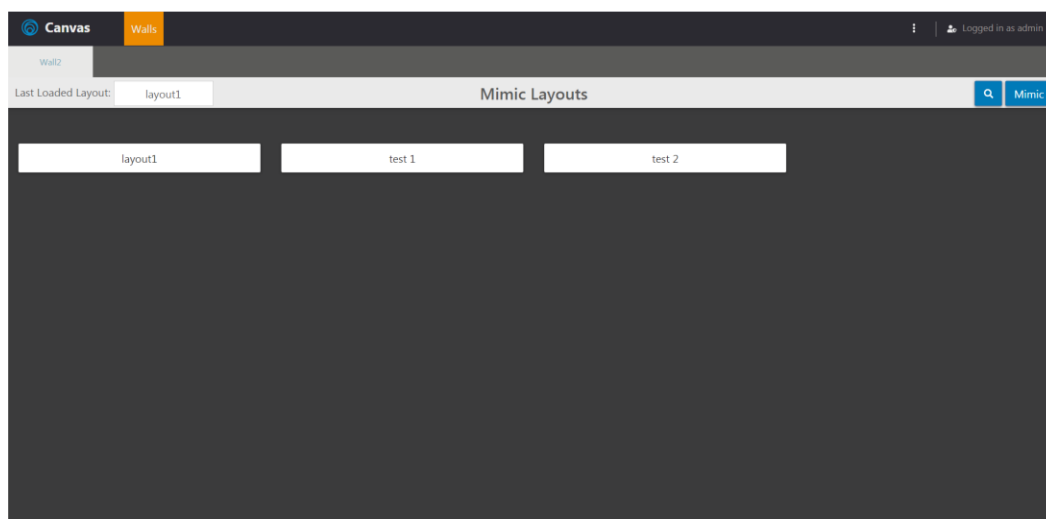 Canvas Walls Logged in as admin
Wall2
Last Loaded Layout: layout1 Mimic Layouts Mimic
layout1 test 1 test 2